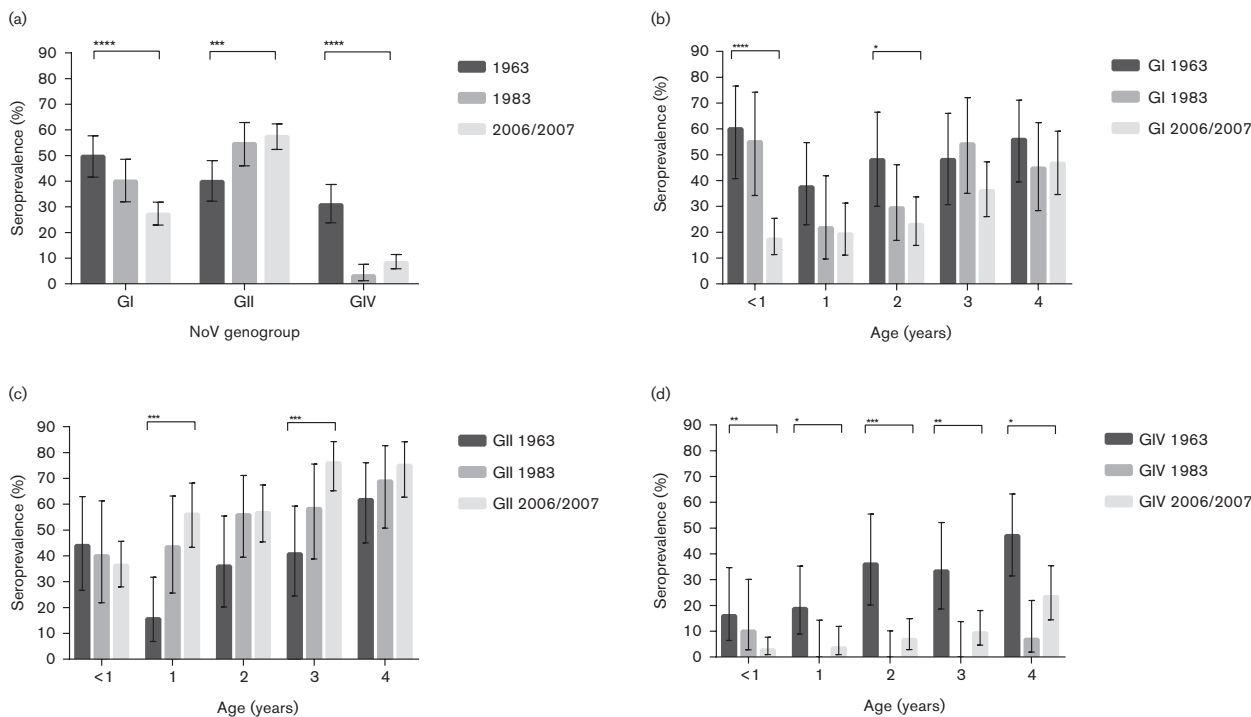 (a)
Seroprevalence (%)
90
80
70
60
50
40
30
20
10
0
****
***
****
GI
GII
GIV
NoV genogroup
1963
1983
2006/2007
(b)
Seroprevalence (%)
90
80
70
60
50
40
30
20
10
0
****
*
<1
1
2
3
4
Age (years)
GI 1963
GI 1983
GI 2006/2007
(c)
Seroprevalence (%)
90
80
70
60
50
40
30
20
10
0
***
***
<1
1
2
3
4
Age (years)
GII 1963
GII 1983
GII 2006/2007
(d)
Seroprevalence (%)
90
80
70
60
50
40
30
20
10
0
**
*
***
**
*
<1
1
2
3
4
Age (years)
GIV 1963
GIV 1983
GIV 2006/2007